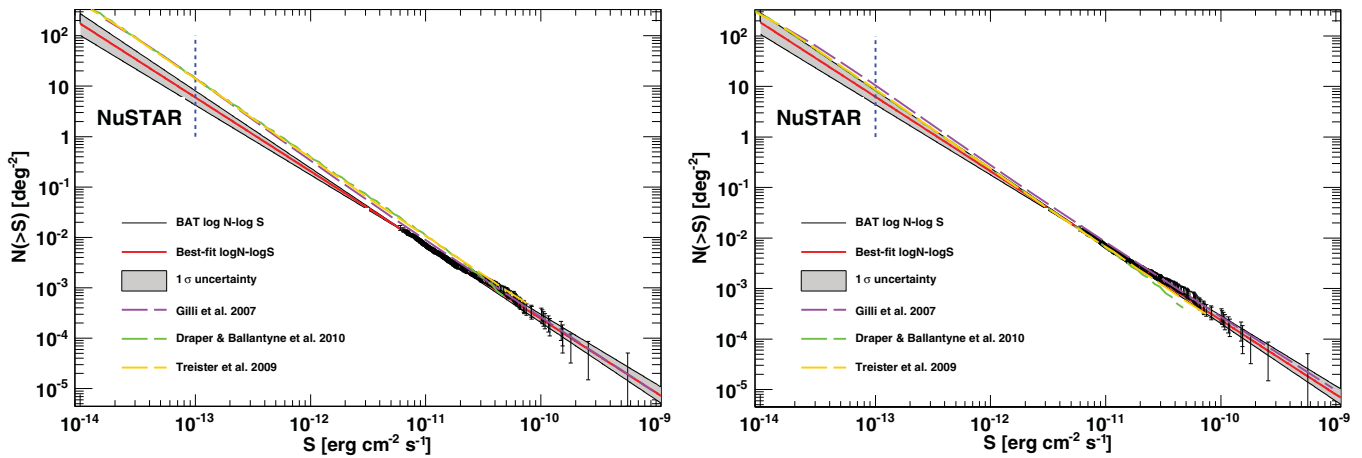 N(>S) [deg⁻²]
10²
10
1
10⁻¹
10⁻²
10⁻³
10⁻⁴
10⁻⁵
NuSTAR
BAT log N-log S
Best-fit logN-logS
1 σ uncertainty
Gilli et al. 2007
Draper & Ballantyne et al. 2010
Treister et al. 2009
10⁻¹⁴ 10⁻¹³ 10⁻¹² 10⁻¹¹ 10⁻¹⁰ 10⁻⁹
S [erg cm⁻² s⁻¹]
N(>S) [deg⁻²]
10²
10
1
10⁻¹
10⁻²
10⁻³
10⁻⁴
10⁻⁵
NuSTAR
BAT log N-log S
Best-fit logN-logS
1 σ uncertainty
Gilli et al. 2007
Draper & Ballantyne et al. 2010
Treister et al. 2009
10⁻¹⁴ 10⁻¹³ 10⁻¹² 10⁻¹¹ 10⁻¹⁰ 10⁻⁹
S [erg cm⁻² s⁻¹]